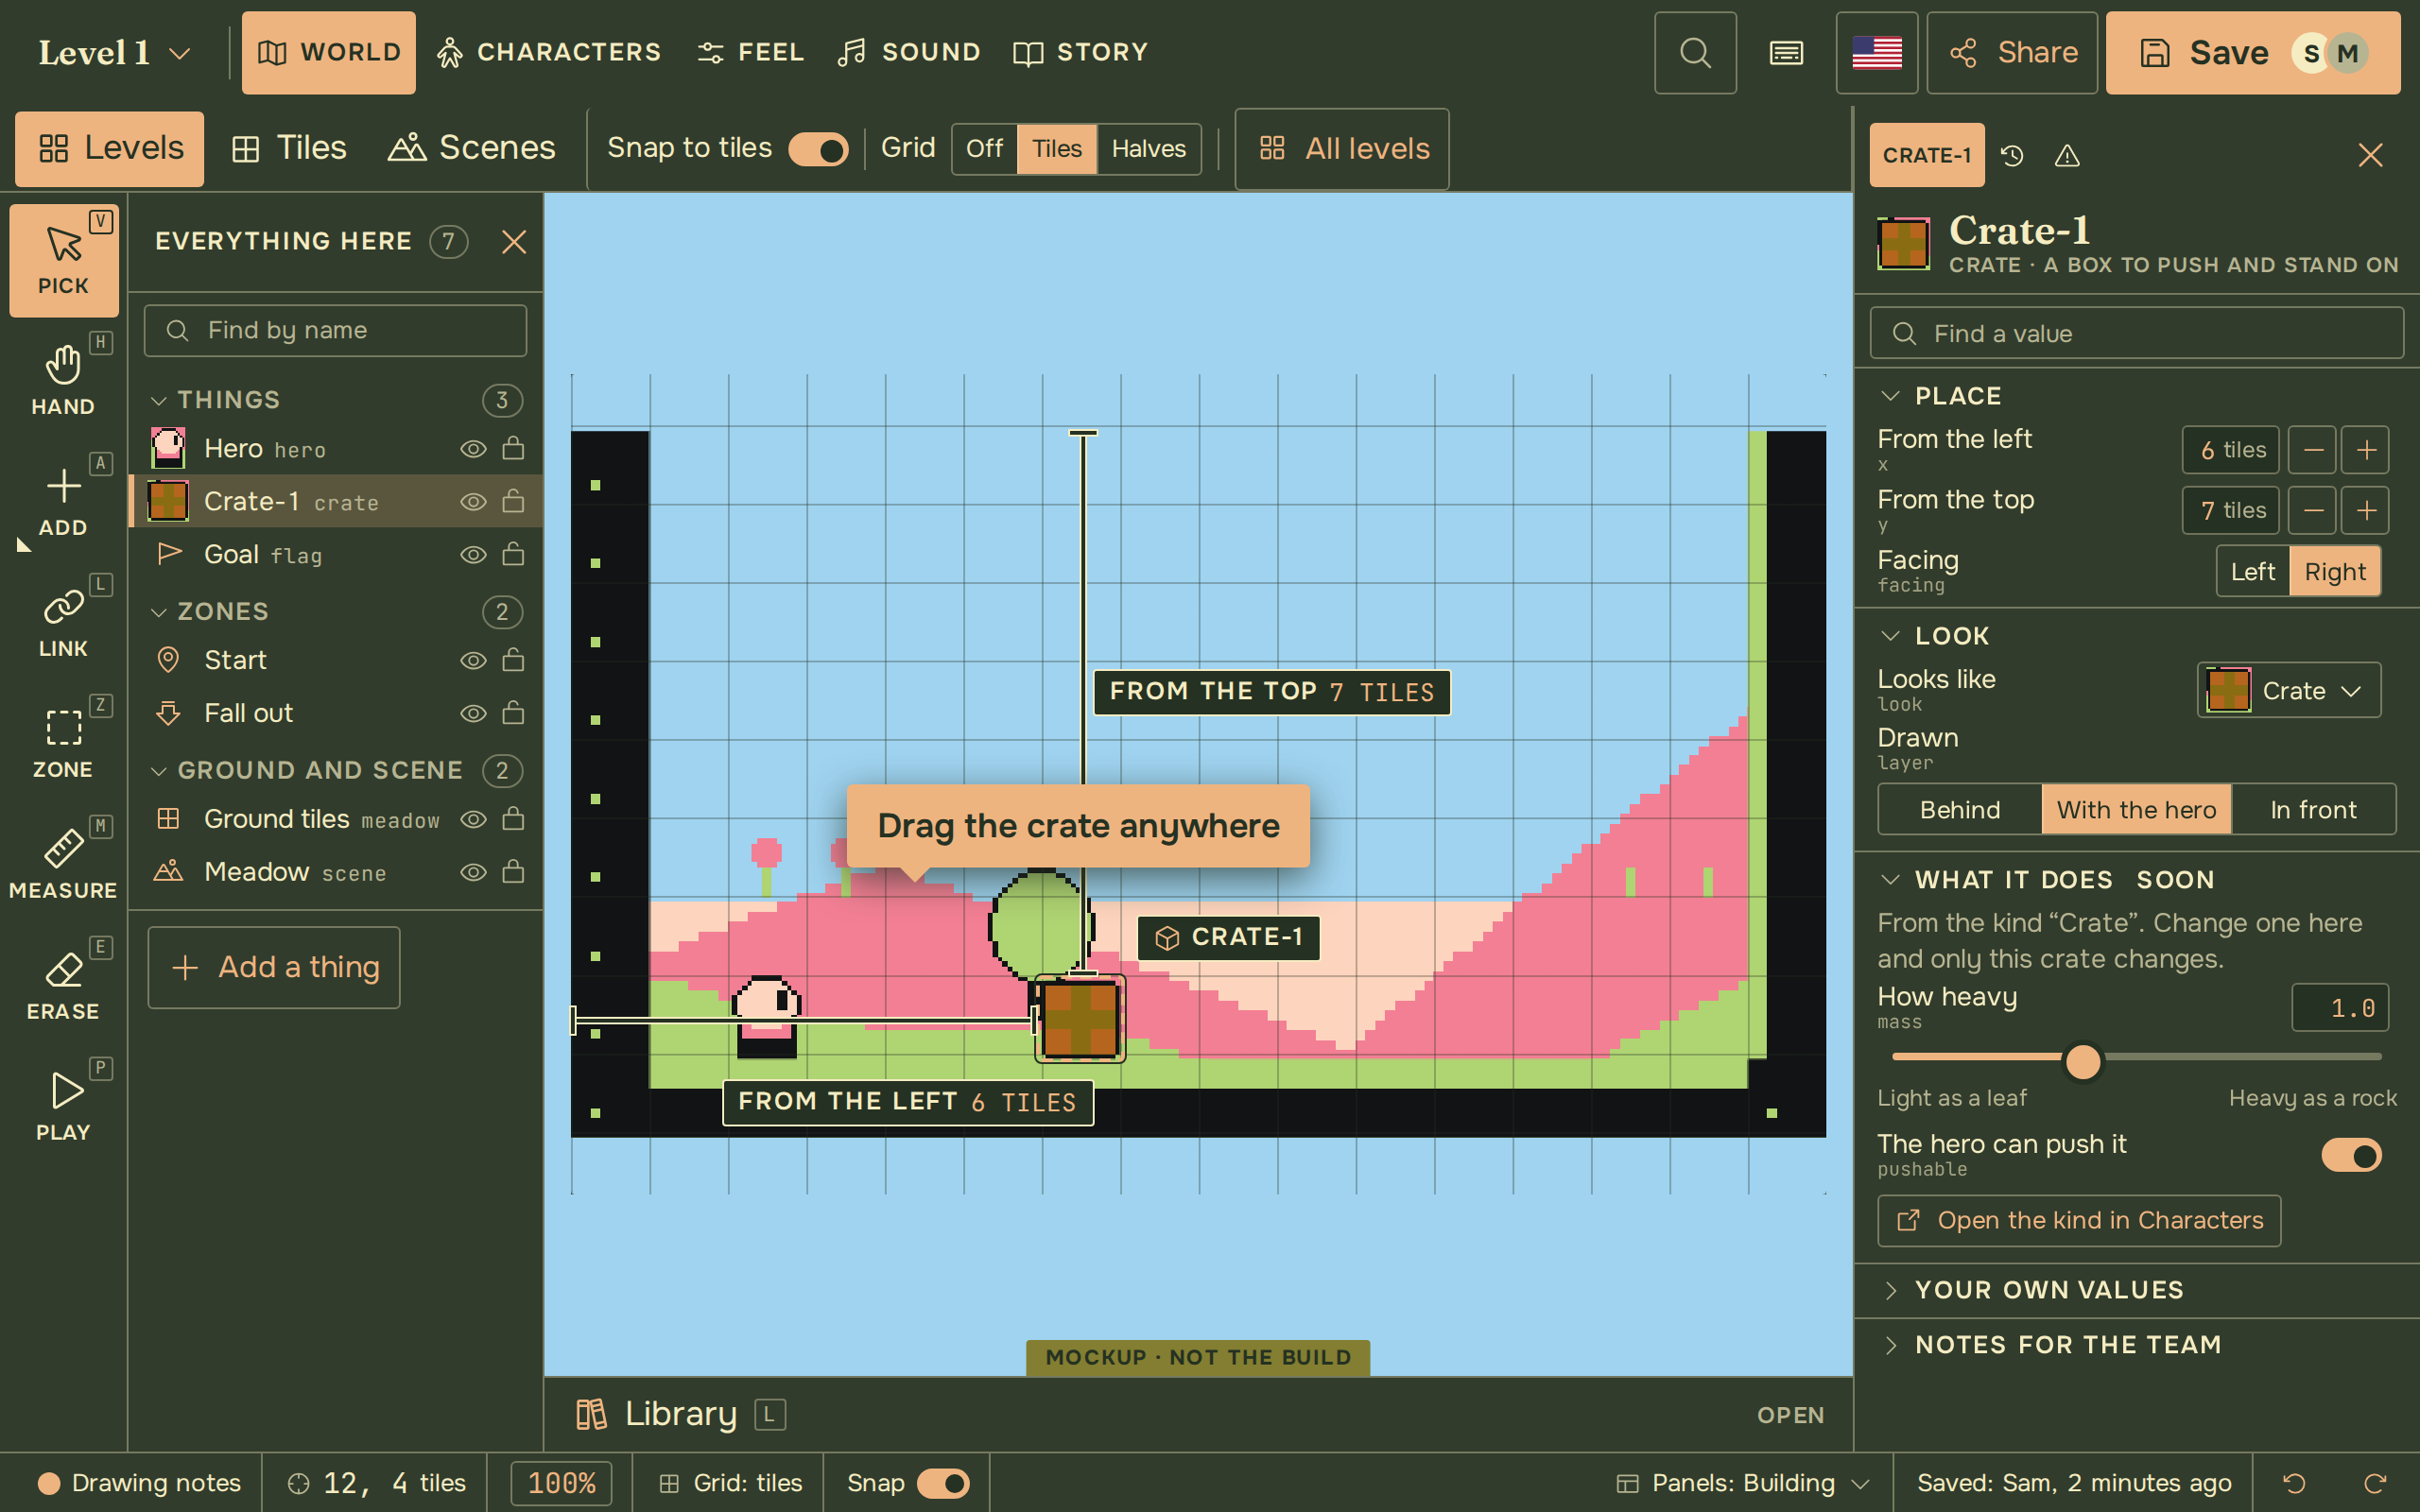 Level 1
WORLD
CHARACTERS
FEEL
SOUND
STORY
Share
Save
S
M
Levels
Tiles
Scenes
Snap to tiles
Grid
Off
Tiles
Halves
All levels
CRATE-1
PICK V
HAND H
ADD A
LINK L
ZONE Z
MEASURE M
ERASE E
PLAY P
EVERYTHING HERE 7
Find by name
THINGS 3
Hero hero
Crate-1 crate
Goal flag
ZONES 2
Start
Fall out
GROUND AND SCENE 2
Ground tiles meadow
Meadow scene
Add a thing
FROM THE TOP 7 TILES
Drag the crate anywhere
CRATE-1
FROM THE LEFT 6 TILES
MOCKUP · NOT THE BUILD
Library L
OPEN
Crate-1
CRATE · A BOX TO PUSH AND STAND ON
Find a value
PLACE
From the left
x
6 tiles
From the top
y
7 tiles
Facing
facing
Left
Right
LOOK
Looks like
look
Crate
Drawn
layer
Behind
With the hero
In front
WHAT IT DOES SOON
From the kind “Crate”. Change one here
and only this crate changes.
How heavy
mass
1.0
Light as a leaf
Heavy as a rock
The hero can push it
pushable
Open the kind in Characters
YOUR OWN VALUES
NOTES FOR THE TEAM
Drawing notes
12, 4 tiles
100%
Grid: tiles
Snap
Panels: Building
Saved: Sam, 2 minutes ago